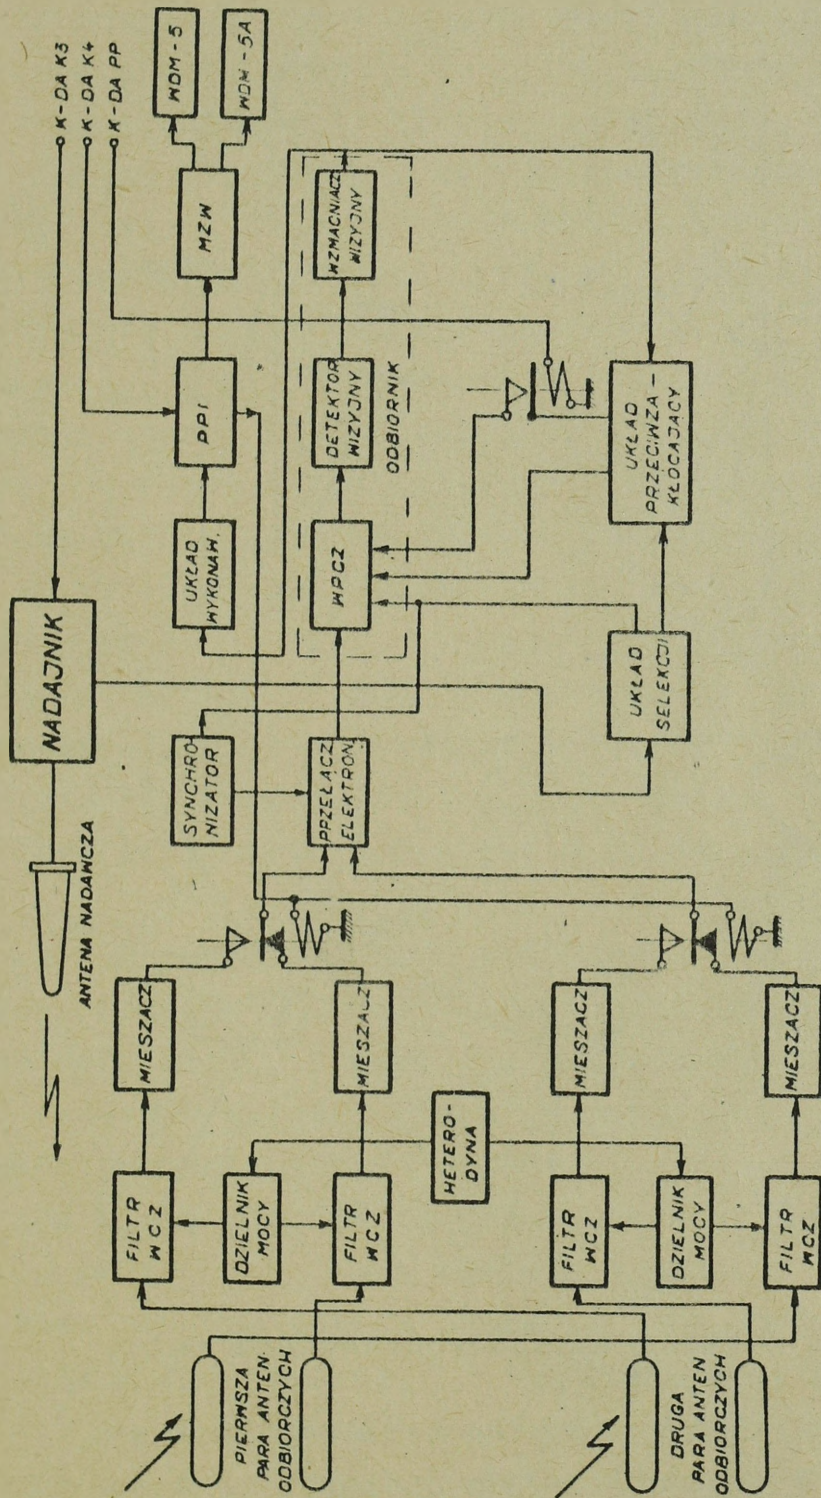 K-DA K3
K-DA K4
K-DA PP
WDM-5
WDM-5A
MZW
PPI
UKŁAD
WYKONAW.
NADAJNIK
ANTENA NADAWCZA
WZMACNIACZ
WIZYJNY
DETEKTOR
WIZYJNY
ODBIORNIK
WPCZ
SYNCHRO-
NIZATOR
PRZEŁĄCZ
ELEKTRON.
UKŁAD
PRZECIWZA-
KŁÓCAJĄCY
UKŁAD
SELEKCJI
MIESZACZ
MIESZACZ
MIESZACZ
MIESZACZ
HETERO-
DYNA
FILTR
WCZ
DZIELNIK
MOCY
FILTR
WCZ
FILTR
WCZ
DZIELNIK
MOCY
FILTR
WCZ
PIERWSZA
PARA ANTEN
ODBIORCZYCH
DRUGA
PARA ANTEN
ODBIORCZYCH